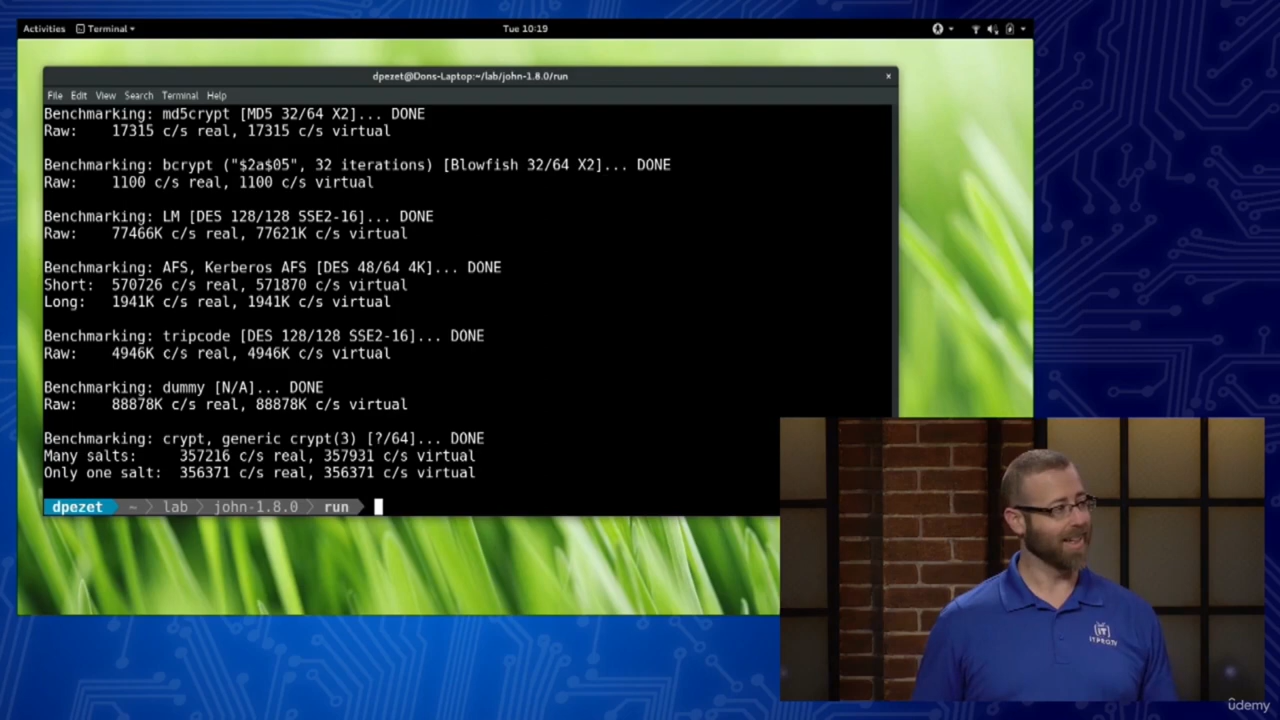 Activities Terminal Tue 10:19
dpezet@Dons-Laptop:~/lab/john-1.8.0/run ×
File Edit View Search Terminal Help
Benchmarking: md5crypt [MD5 32/64 X2]... DONE
Raw: 17315 c/s real, 17315 c/s virtual
Benchmarking: bcrypt ("$2a$05", 32 iterations) [Blowfish 32/64 X2]... DONE
Raw: 1100 c/s real, 1100 c/s virtual
Benchmarking: LM [DES 128/128 SSE2-16]... DONE
Raw: 77466K c/s real, 77621K c/s virtual
Benchmarking: AFS, Kerberos AFS [DES 48/64 4K]... DONE
Short: 570726 c/s real, 571870 c/s virtual
Long: 1941K c/s real, 1941K c/s virtual
Benchmarking: tripcode [DES 128/128 SSE2-16]... DONE
Raw: 4946K c/s real, 4946K c/s virtual
Benchmarking: dummy [N/A]... DONE
Raw: 88878K c/s real, 88878K c/s virtual
Benchmarking: crypt, generic crypt(3) [?/64]... DONE
Many salts: 357216 c/s real, 357931 c/s virtual
Only one salt: 356371 c/s real, 356371 c/s virtual
dpezet ~ lab john-1.8.0 run
IT
ITPROTV
ûdemy